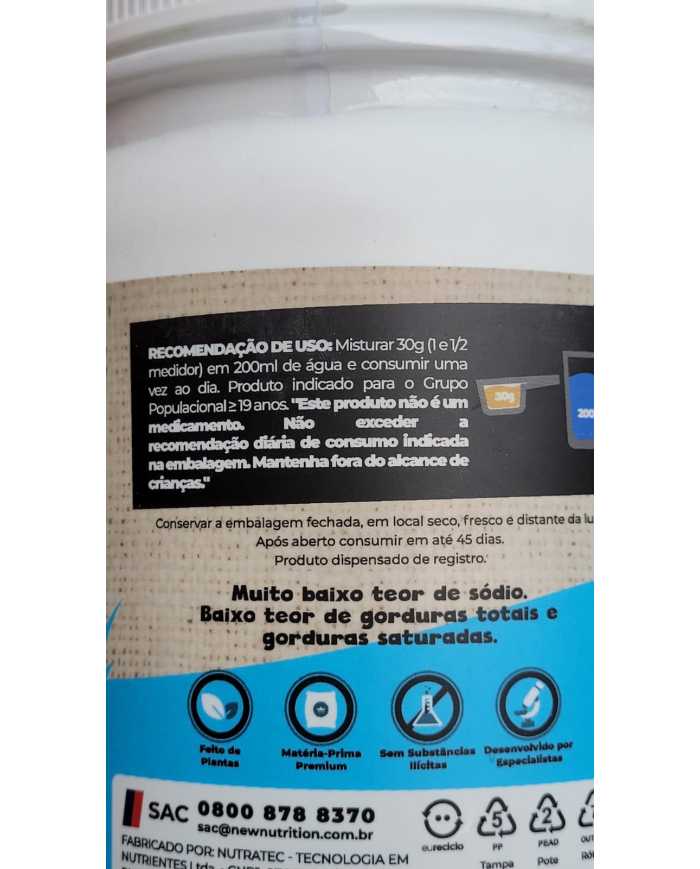 RECOMENDAÇÃO DE USO: Misturar 30g (1 e 1/2
medidor) em 200ml de água e consumir uma
vez ao dia. Produto indicado para o Grupo
Populacional ≥ 19 anos. "Este produto não é um
medicamento. Não exceder a
recomendação diária de consumo indicada
na embalagem. Mantenha fora do alcance de
crianças."
30g
200
Conservar a embalagem fechada, em local seco, fresco e distante da lu
Após aberto consumir em até 45 dias.
Produto dispensado de registro.
Muito baixo teor de sódio.
Baixo teor de gorduras totais e
gorduras saturadas.
Feito de
Plantas
Matéria-Prima
Premium
Sem Substâncias
Ilícitas
Desenvolvido por
Especialistas
SAC 0800 878 8370
sac@newnutrition.com.br
FABRICADO POR: NUTRATEC - TECNOLOGIA EM
NUTRIENTES Ltda
eureciclo
5
PP
Tampa
2
PEAD
Pote